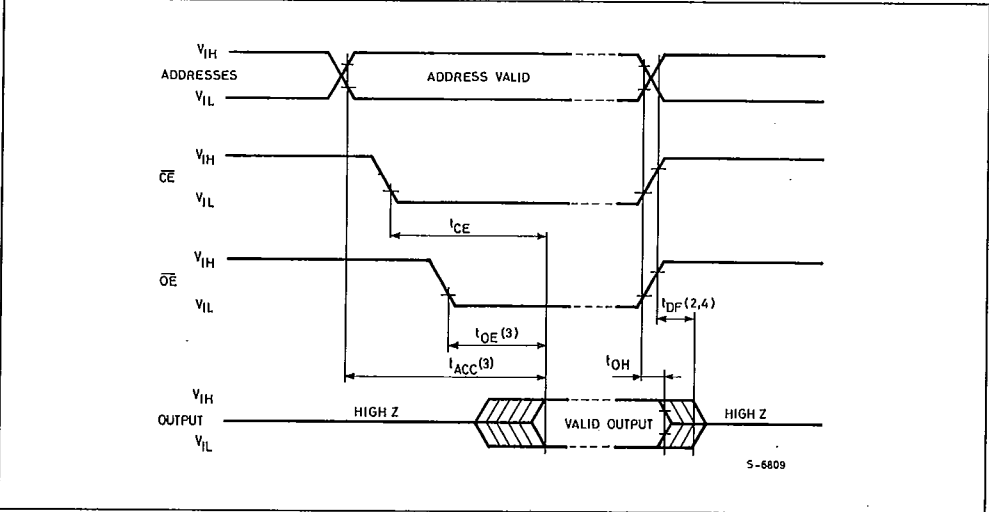 VIH
ADDRESSES
ADDRESS VALID
VIL
VIH
CE
VIL
tCE
VIH
OE
VIL
tDF(2,4)
tOE(3)
tACC(3)
tOH
VIH
OUTPUT
HIGH Z
VALID OUTPUT
HIGH Z
VIL
S-6809